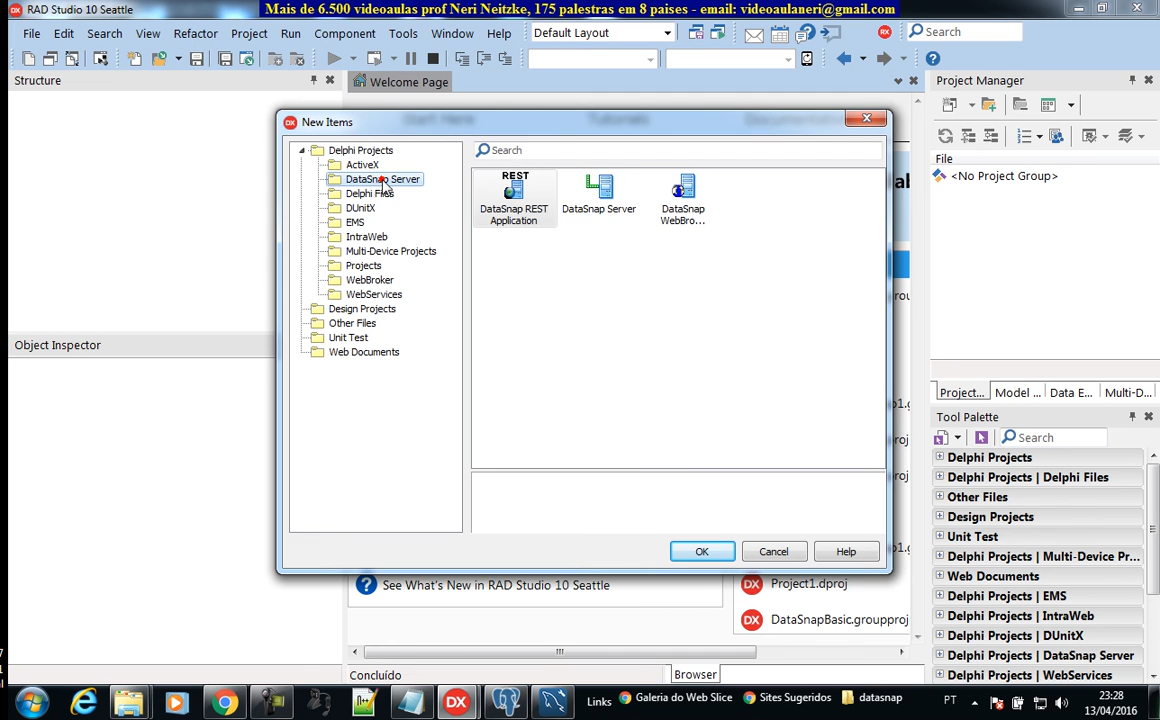 RAD Studio 10 Seattle
Mais de 6.500 videoaulas prof Neri Neitzke, 175 palestras em 8 paises - email: videoaulaneri@gmail.com
File Edit Search View Refactor Project Run Component Tools Window Help
Default Layout
Search
Structure
Welcome Page
Project Manager
Start Here
Tutorials
New Items
Delphi Projects
ActiveX
DataSnap Server
Delphi Files
DUnitX
EMS
IntraWeb
Multi-Device Projects
Projects
WebBroker
WebServices
Design Projects
Other Files
Unit Test
Web Documents
Search
REST
DataSnap REST Application
DataSnap Server
DataSnap WebBro...
OK
Cancel
Help
File
<No Project Group>
Object Inspector
Project...
Model ...
Data E...
Multi-D...
Tool Palette
Search
Delphi Projects
Delphi Projects | Delphi Files
Other Files
Design Projects
Unit Test
Delphi Projects | Multi-Device Pr...
Web Documents
Delphi Projects | EMS
Delphi Projects | IntraWeb
Delphi Projects | DUnitX
Delphi Projects | DataSnap Server
Delphi Projects | WebServices
See What's New in RAD Studio 10 Seattle
Project1.dproj
DataSnapBasic.groupproj
Concluído
Browser
Links
Galeria do Web Slice
Sites Sugeridos
datasnap
PT
23:28
13/04/2016